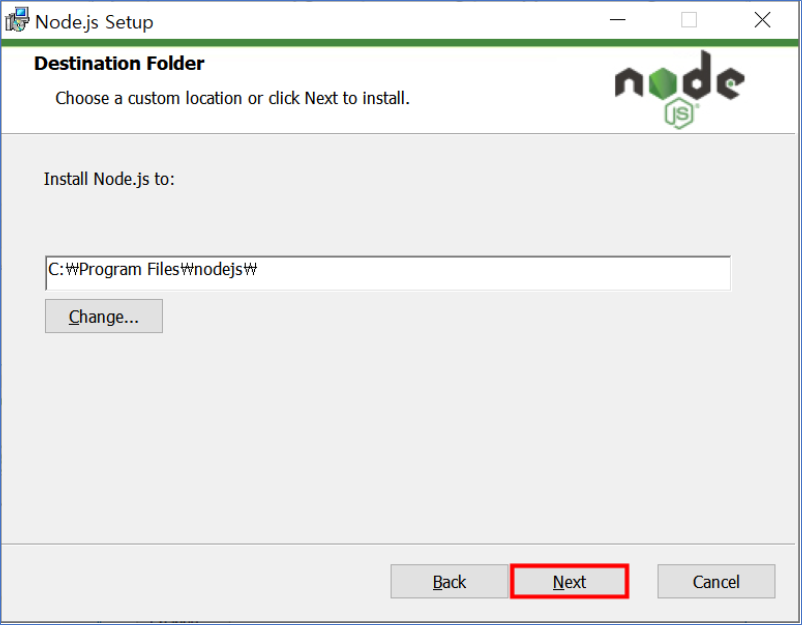 Node.js Setup
Destination Folder
Choose a custom location or click Next to install.
node
JS
Install Node.js to:
C:₩Program Files₩nodejs₩
Change...
Back
Next
Cancel